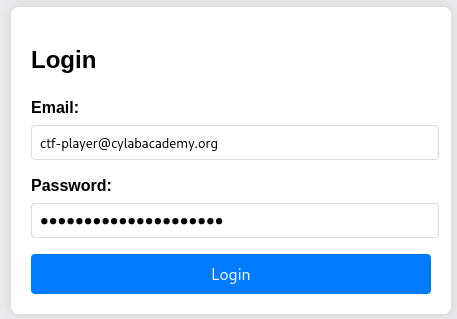 Login
Email:
ctf-player@cylabacademy.org
Password:
●●●●●●●●●●●●●●●●●●●●●
Login